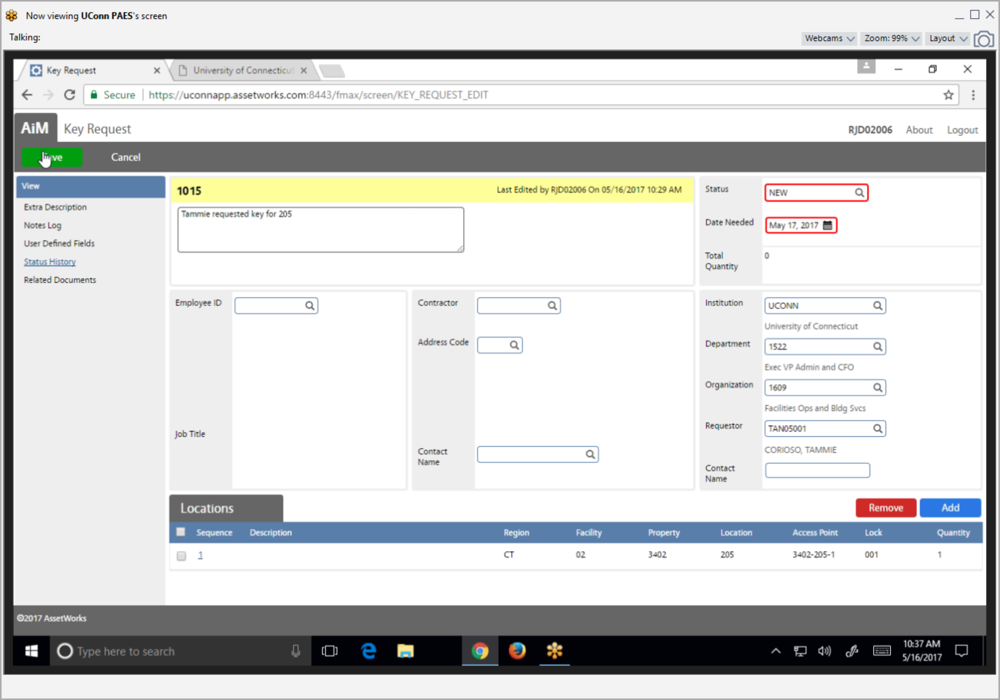 Now viewing UConn PAES's screen
Talking:
Webcams Zoom: 99% Layout
Key Request
University of Connecticut
Secure https://uconnapp.assetworks.com:8443/fmax/screen/KEY_REQUEST_EDIT
AiM Key Request
RJD02006 About Logout
Cancel
View
Extra Description
Notes Log
User Defined Fields
Status History
Related Documents
1015
Last Edited by RJD02006 On 05/16/2017 10:29 AM
Tammie requested key for 205
Status NEW
Date Needed May 17, 2017
Total Quantity 0
Employee ID
Job Title
Contractor
Address Code
Contact Name
Institution UCONN
University of Connecticut
Department 1522
Exec VP Admin and CFO
Organization 1609
Facilities Ops and Bldg Svcs
Requestor TAN05001
CORIOSO, TAMMIE
Contact Name
Locations
Remove Add
Sequence Description Region Facility Property Location Access Point Lock Quantity
1 CT 02 3402 205 3402-205-1 001 1
©2017 AssetWorks
Type here to search
10:37 AM
5/16/2017